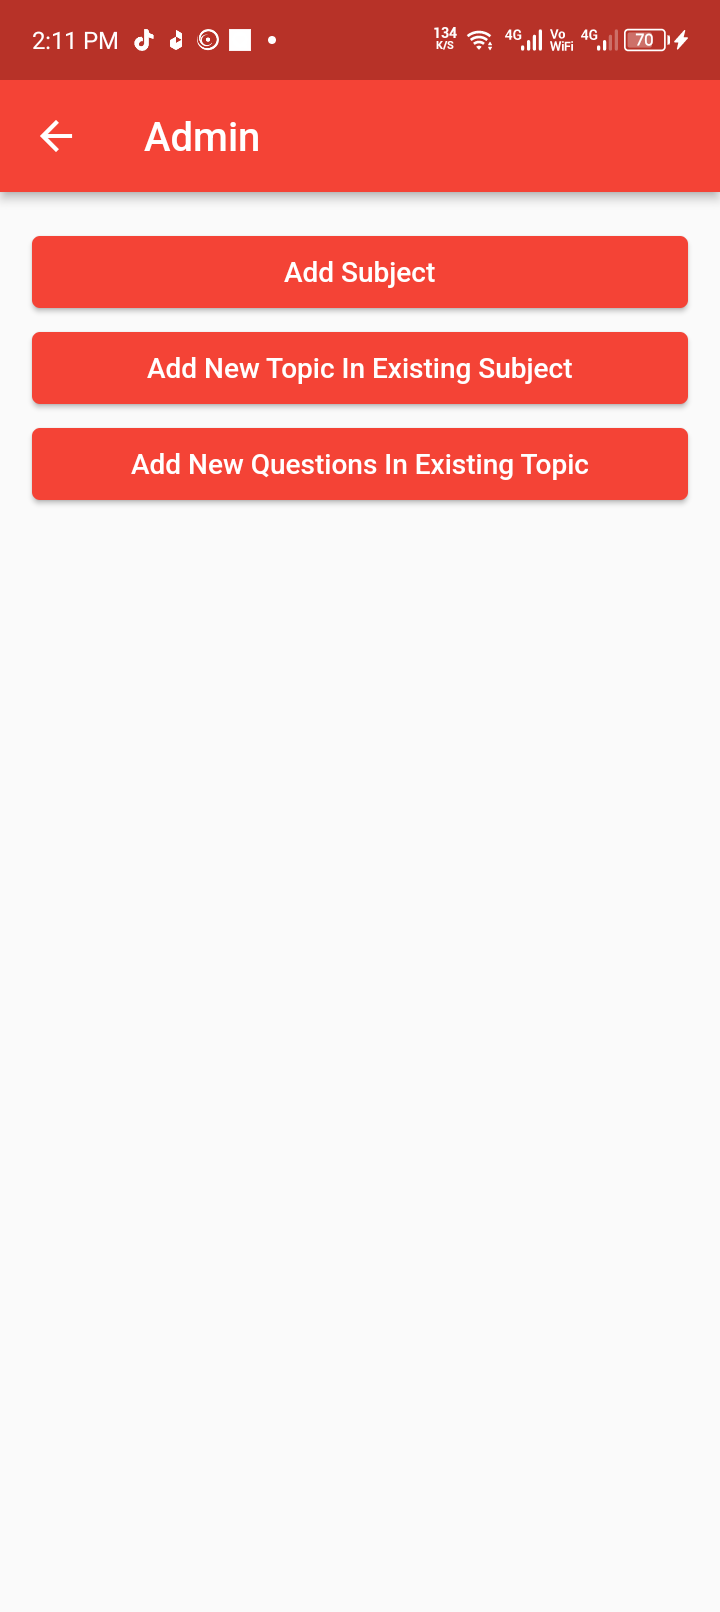 2:11 PM 134 K/S 4G Vo WiFi 4G 70
Admin
Add Subject
Add New Topic In Existing Subject
Add New Questions In Existing Topic